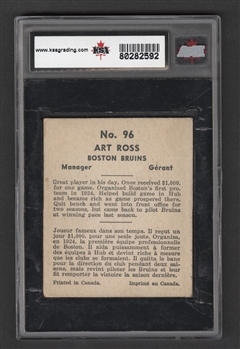 www.ksagrading.com
KSA
80282592
No. 96
ART ROSS
BOSTON BRUINS
Manager Gérant
Great player in his day. Once received $1,000,
for one game. Organized Boston's first pro
team in 1924. Helped build game in Hub
and became rich as game prospered there.
Quit bench and went into front office for
two seasons, but came back to pilot Bruins
at winning pace last season.
Joueur fameux dans son temps. Il reçut un
jour $1,000. pour une seule joute. Organisa,
en 1924, la première équipe professionnelle
de Boston. Il aida puissamment à former
des équipes à Hub et devint riche à mesure
que les clubs se formaient. Il quitta le banc
pour la direction du club pendant deux ans,
mais revint piloter les Bruins et réussit à
remporter la victoire la saison dernière.
Printed in Canada. Imprimé au Canada.